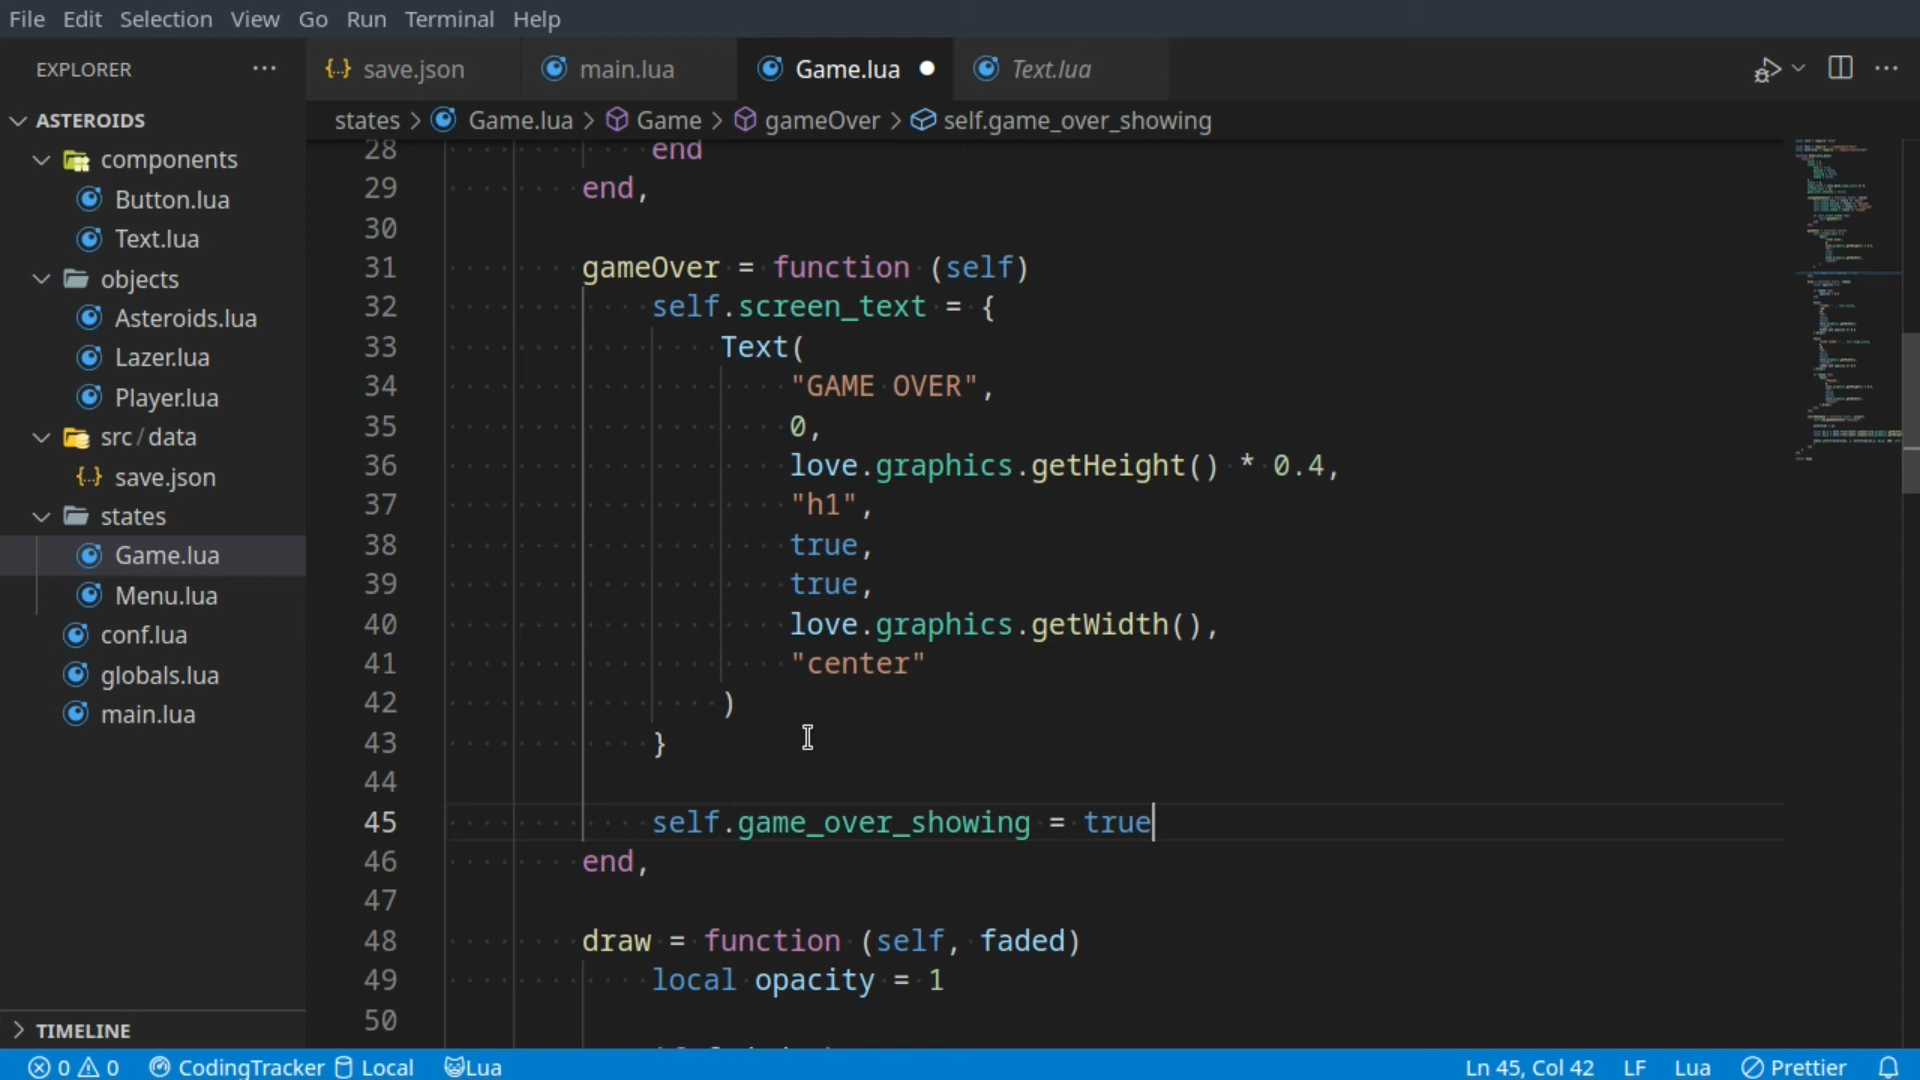 File Edit Selection View Go Run Terminal Help
EXPLORER ···
save.json main.lua Game.lua Text.lua
states > Game.lua > Game > gameOver > self.game_over_showing
ASTEROIDS
components
Button.lua
Text.lua
objects
Asteroids.lua
Lazer.lua
Player.lua
src/data
save.json
states
Game.lua
Menu.lua
conf.lua
globals.lua
main.lua
TIMELINE
28 end
29 end,
30
31 gameOver = function (self)
32 self.screen_text = {
33 Text(
34 "GAME OVER",
35 0,
36 love.graphics.getHeight() * 0.4,
37 "h1",
38 true,
39 true,
40 love.graphics.getWidth(),
41 "center"
42 )
43 }
44
45 self.game_over_showing = true
46 end,
47
48 draw = function (self, faded)
49 local opacity = 1
50
0 0 CodingTracker Local Lua Ln 45, Col 42 LF Lua Prettier